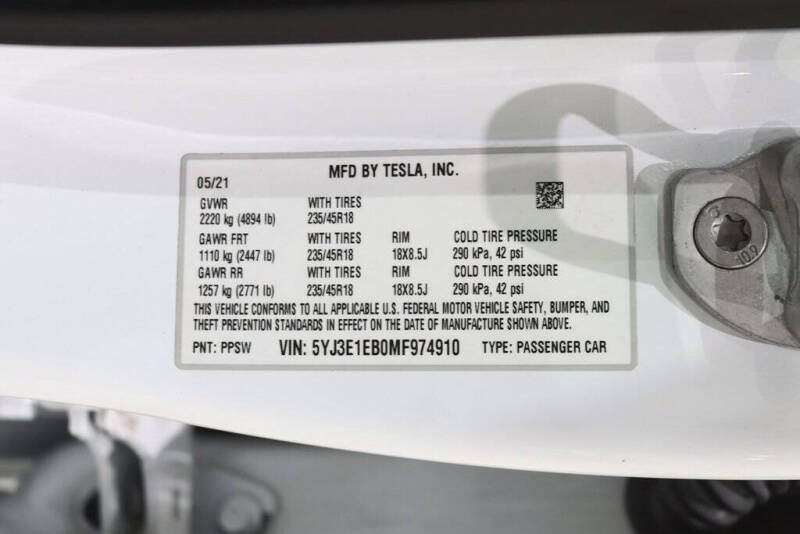 MFD BY TESLA, INC.
05/21
GVWR WITH TIRES
2220 kg (4894 lb) 235/45R18
GAWR FRT WITH TIRES RIM COLD TIRE PRESSURE
1110 kg (2447 lb) 235/45R18 18X8.5J 290 kPa, 42 psi
GAWR RR WITH TIRES RIM COLD TIRE PRESSURE
1257 kg (2771 lb) 235/45R18 18X8.5J 290 kPa, 42 psi
THIS VEHICLE CONFORMS TO ALL APPLICABLE U.S. FEDERAL MOTOR VEHICLE SAFETY, BUMPER, AND
THEFT PREVENTION STANDARDS IN EFFECT ON THE DATE OF MANUFACTURE SHOWN ABOVE.
PNT: PPSW VIN: 5YJ3E1EB0MF974910 TYPE: PASSENGER CAR
10.9